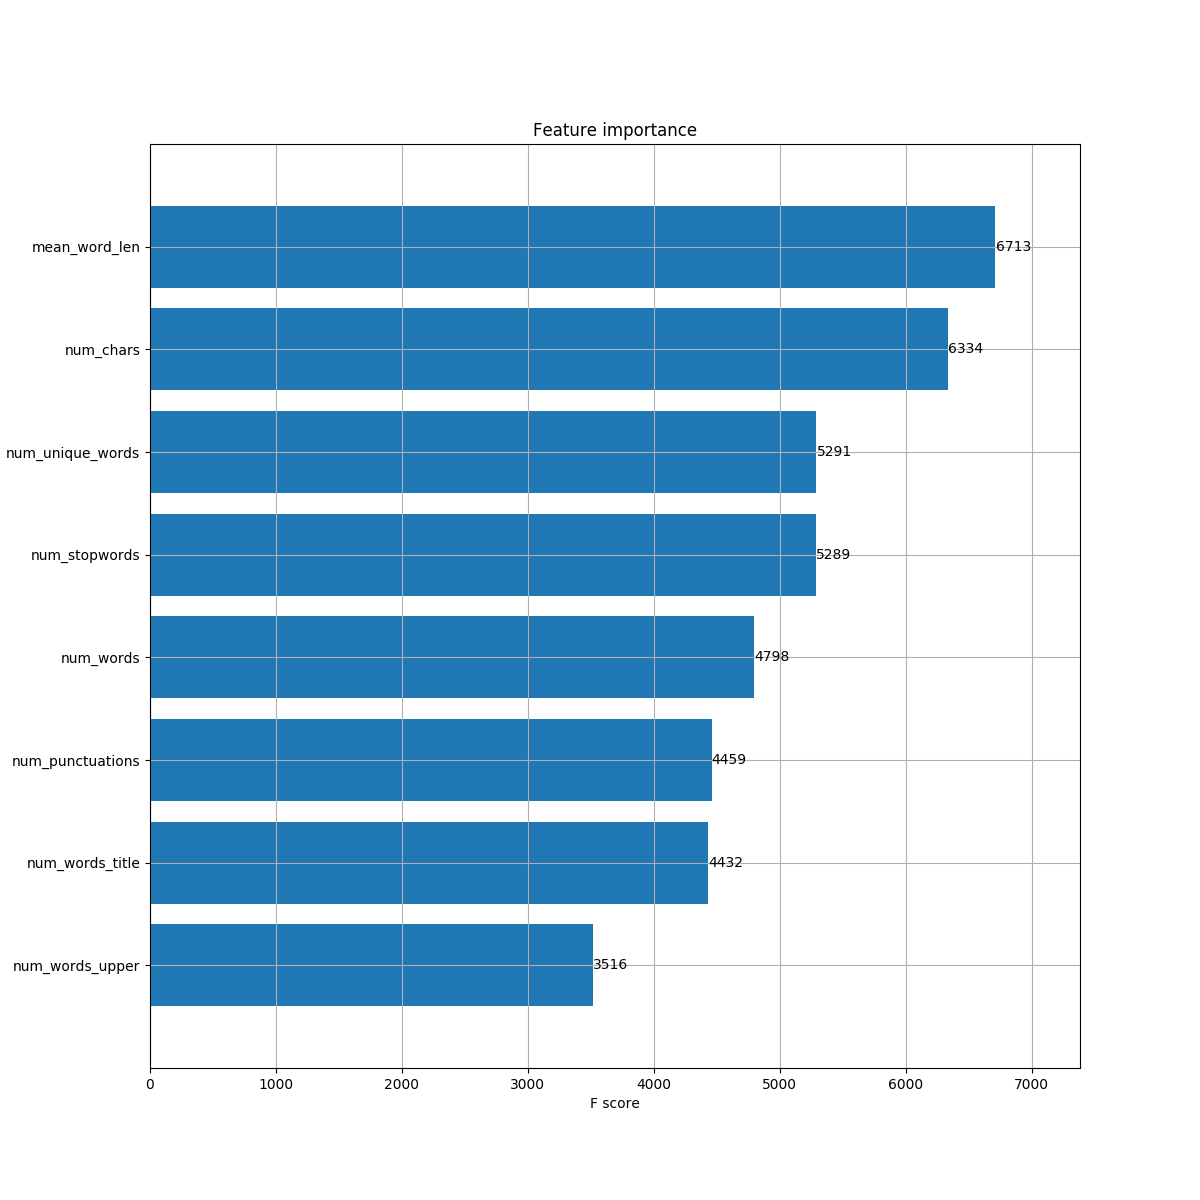 Feature importance
mean_word_len
6713
num_chars
6334
num_unique_words
5291
num_stopwords
5289
num_words
4798
num_punctuations
4459
num_words_title
4432
num_words_upper
3516
0 1000 2000 3000 4000 5000 6000 7000
F score